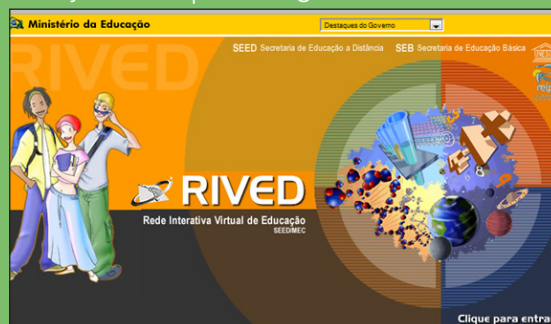 Ministério da Educação
Destaques do Governo
SEED Secretaria de Educação a Distância SEB Secretaria de Educação Básica
RIVED
RIVED
Rede Interativa Virtual de Educação
SEED/MEC
Clique para entra